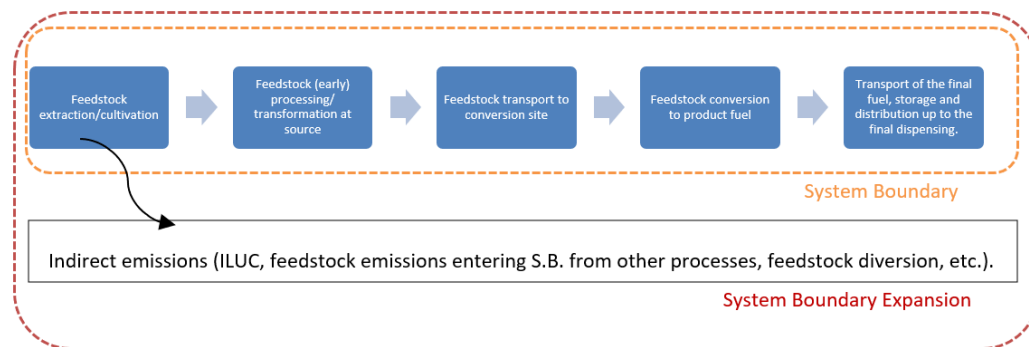 Feedstock
extraction/cultivation
Feedstock (early)
processing/
transformation at
source
Feedstock transport to
conversion site
Feedstock conversion
to product fuel
Transport of the final
fuel, storage and
distribution up to the
final dispensing.
System Boundary
Indirect emissions (ILUC, feedstock emissions entering S.B. from other processes, feedstock diversion, etc.).
System Boundary Expansion